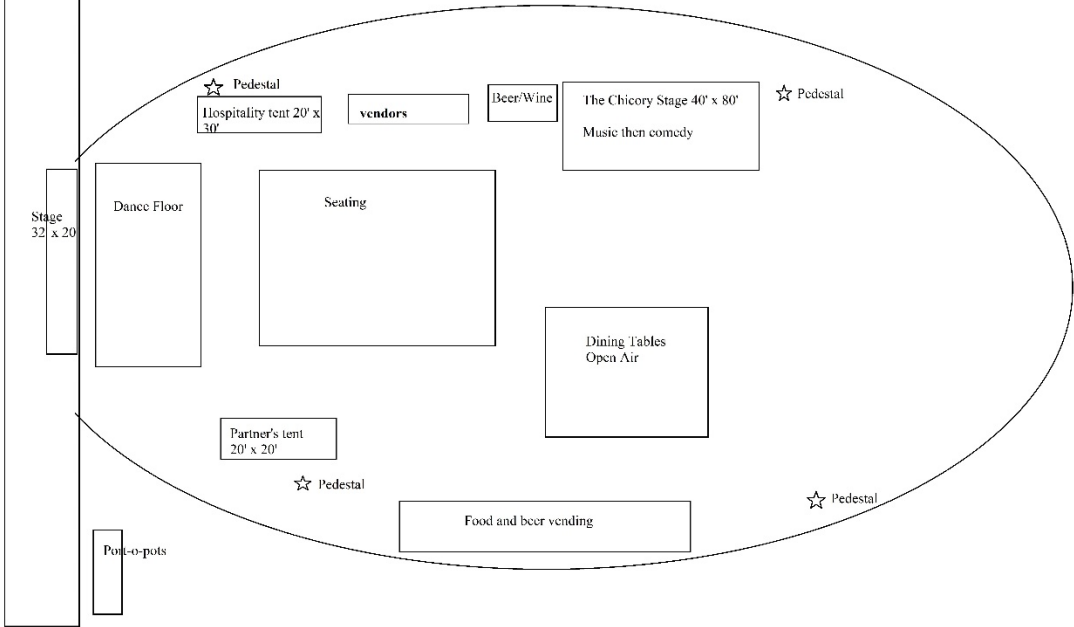 Pedestal
Hospitality tent 20' x
30'
vendors
Beer/Wine
The Chicory Stage 40' x 80'
Music then comedy
Pedestal
Stage
32' x 20
Dance Floor
Seating
Dining Tables
Open Air
Partner's tent
20' x 20'
Pedestal
Pedestal
Food and beer vending
Port-o-pots